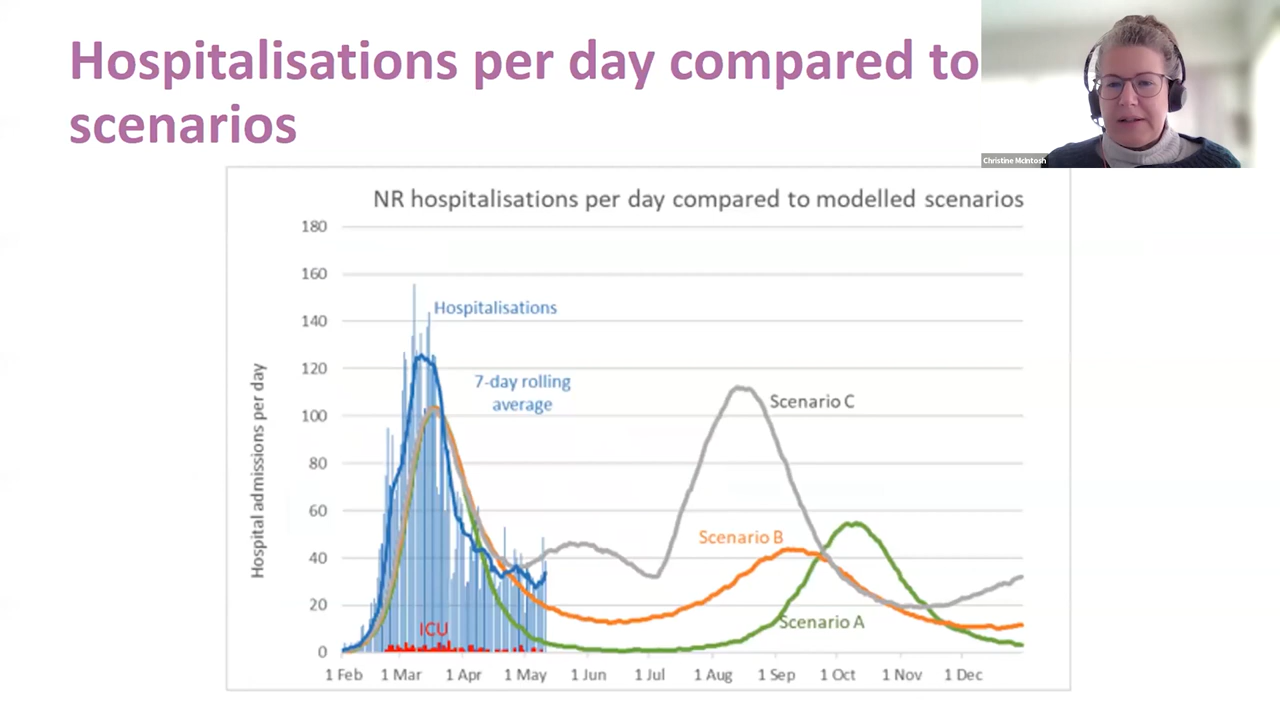 Hospitalisations per day compared to
scenarios
Christine McIntosh
NR hospitalisations per day compared to modelled scenarios
180
160
140
120
100
80
60
40
20
0
Hospital admissions per day
Hospitalisations
7-day rolling
average
Scenario C
Scenario B
Scenario A
ICU
1 Feb
1 Mar
1 Apr
1 May
1 Jun
1 Jul
1 Aug
1 Sep
1 Oct
1 Nov
1 Dec